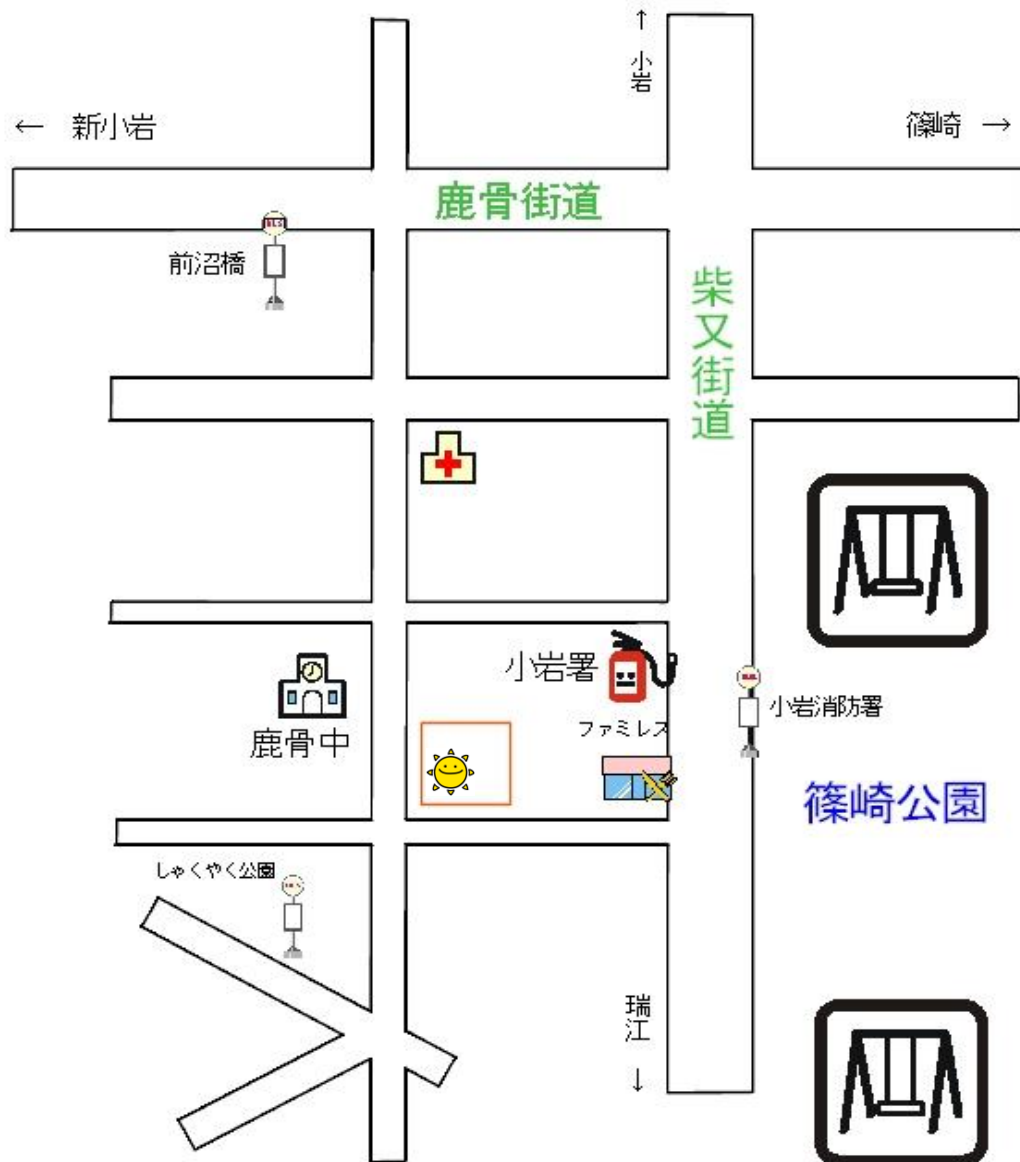 ↑
小岩
← 新小岩
篠崎 →
鹿骨街道
前沼橋
柴又街道
小岩署
鹿骨中
ファミレス
小岩消防署
篠崎公園
しゃくやく公園
瑞江
↓